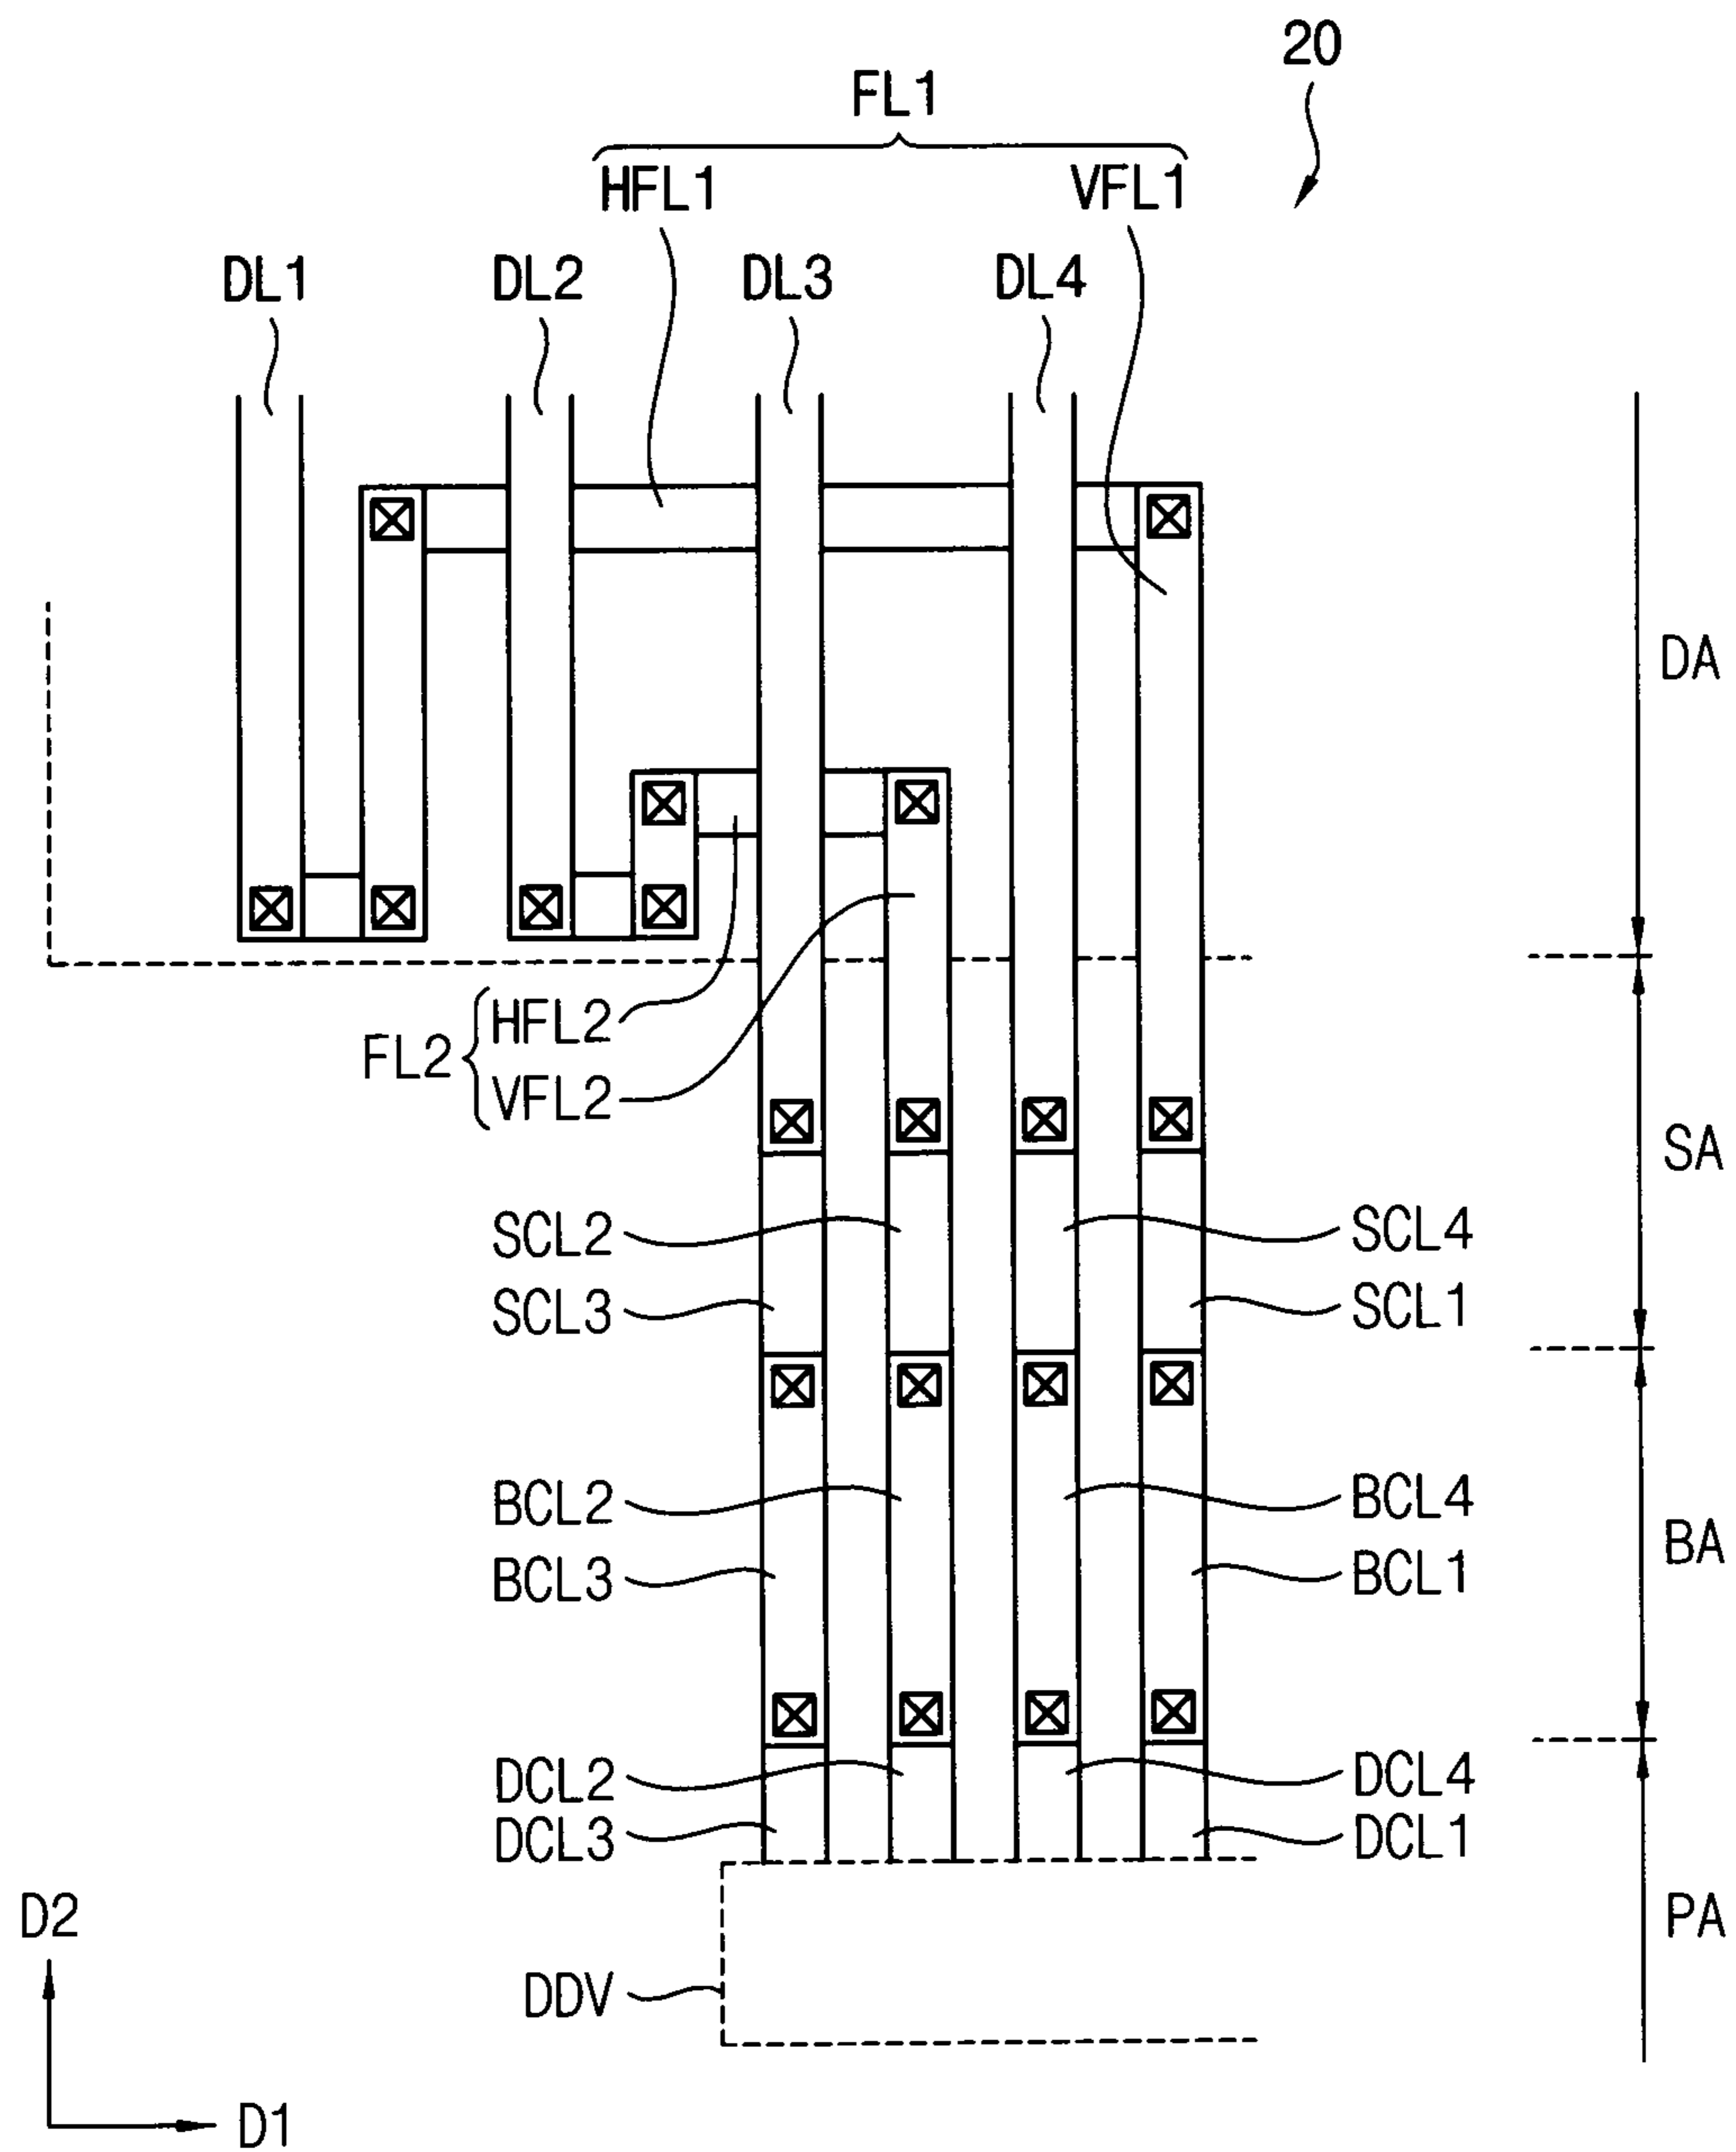 20
FL1
HFL1 VFL1
DL1 DL2 DL3 DL4
DA
HFL2
FL2
VFL2
SA
SCL2 SCL4
SCL3 SCL1
BCL2 BCL4
BA
BCL3 BCL1
DCL2 DCL4
DCL3 DCL1
D2 PA
DDV
D1